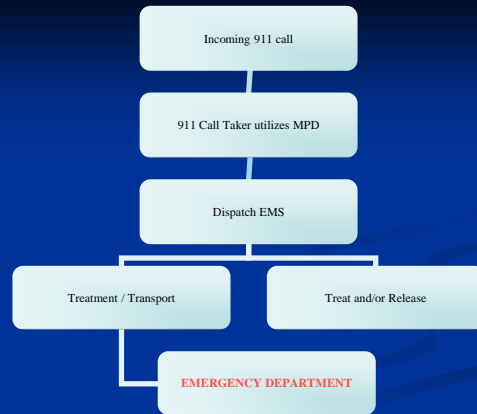 Incoming 911 call
911 Call Taker utilizes MPD
Dispatch EMS
Treatment / Transport
Treat and/or Release
EMERGENCY DEPARTMENT